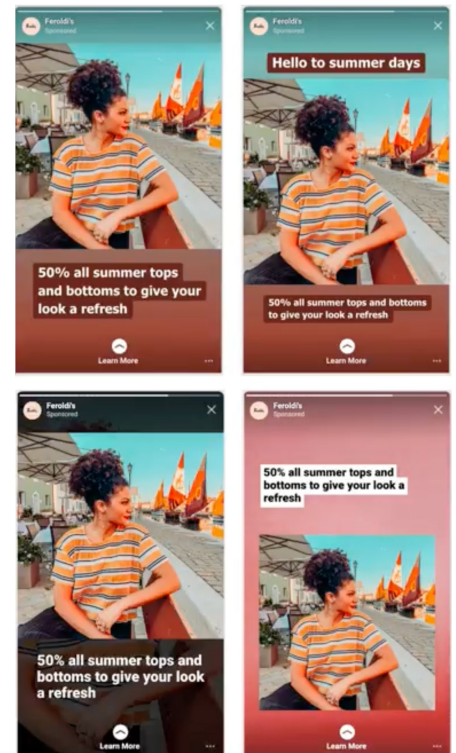 Feroldi's
Sponsored
50% all summer tops
and bottoms to give your
look a refresh
Learn More
Feroldi's
Sponsored
Hello to summer days
50% all summer tops and bottoms
to give your look a refresh
Learn More
Feroldi's
Sponsored
50% all summer tops and
bottoms to give your look
a refresh
Learn More
Feroldi's
Sponsored
50% all summer tops and
bottoms to give your look a
refresh
Learn More